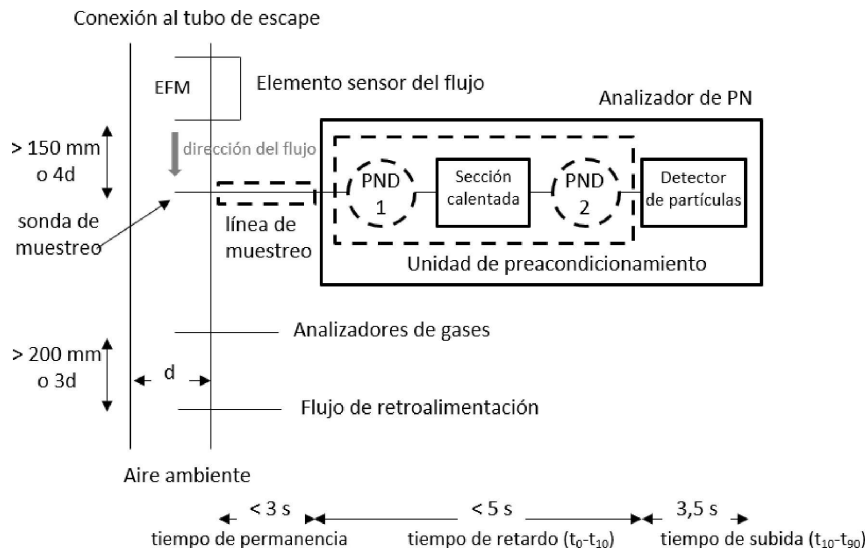 Conexión al tubo de escape
EFM
Elemento sensor del flujo
Analizador de PN
> 150 mm
o 4d
dirección del flujo
PND
1
Sección
calentada
PND
2
Detector
de partículas
sonda de
muestreo
línea de
muestreo
Unidad de preacondicionamiento
Analizadores de gases
> 200 mm
o 3d
d
Flujo de retroalimentación
Aire ambiente
< 3 s
< 5 s
3,5 s
tiempo de permanencia
tiempo de retardo (t₀-t₁₀)
tiempo de subida (t₁₀-t₉₀)